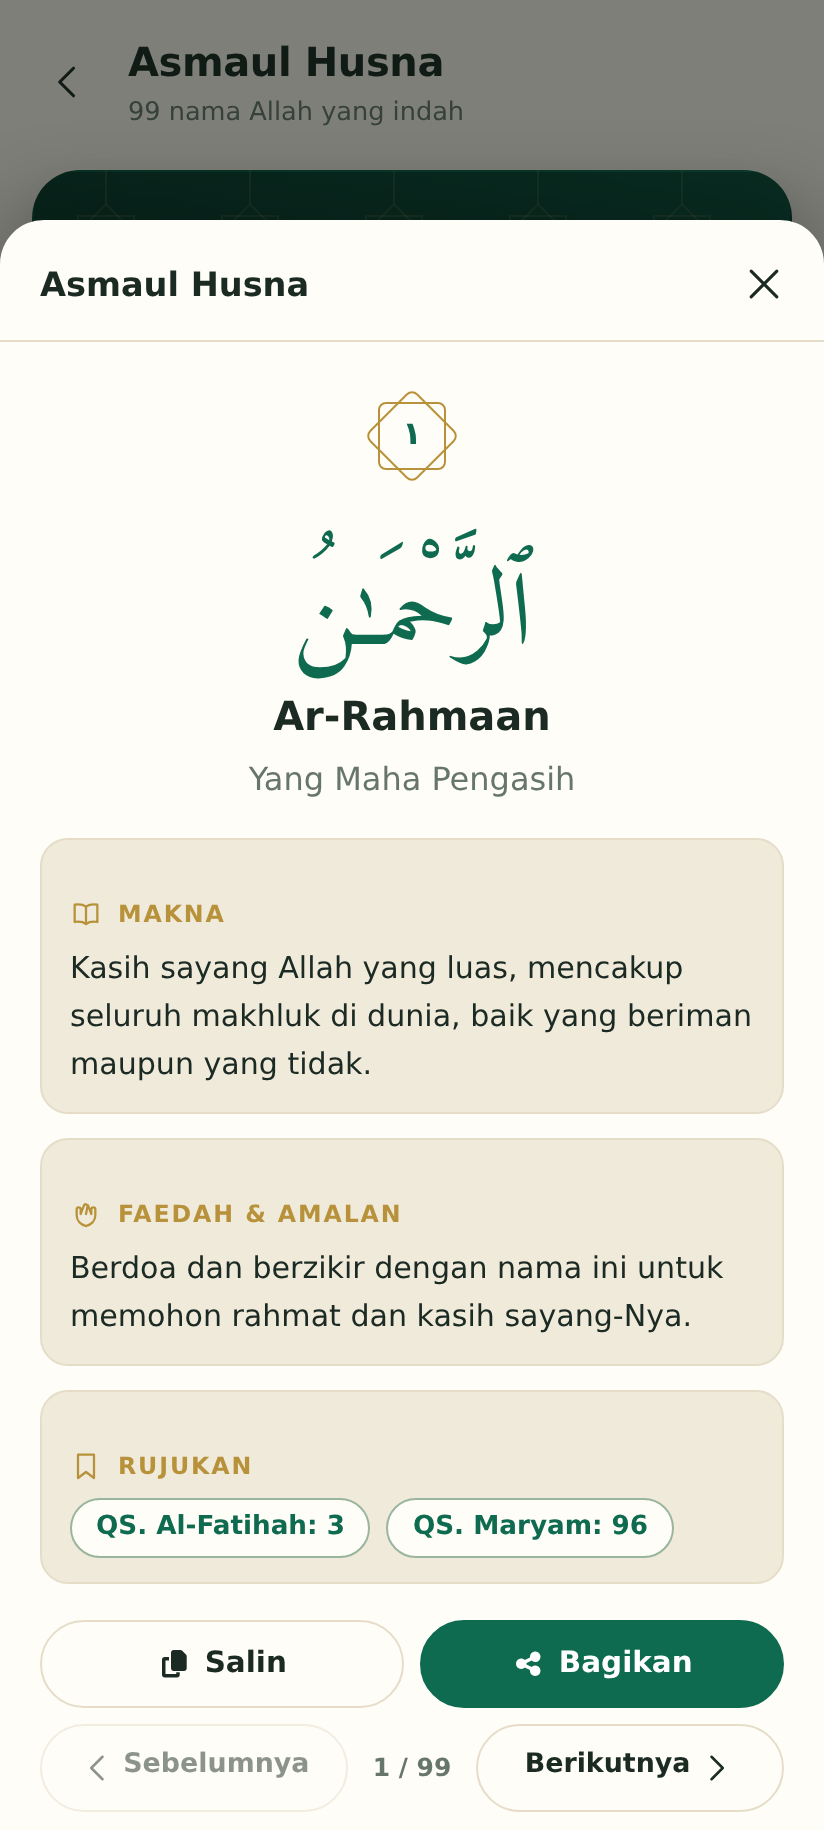 Asmaul Husna
99 nama Allah yang indah
Asmaul Husna
١
ٱلرَّحْمَـٰنُ
Ar-Rahmaan
Yang Maha Pengasih
MAKNA
Kasih sayang Allah yang luas, mencakup
seluruh makhluk di dunia, baik yang beriman
maupun yang tidak.
FAEDAH & AMALAN
Berdoa dan berzikir dengan nama ini untuk
memohon rahmat dan kasih sayang-Nya.
RUJUKAN
QS. Al-Fatihah: 3 QS. Maryam: 96
Salin Bagikan
Sebelumnya 1 / 99 Berikutnya